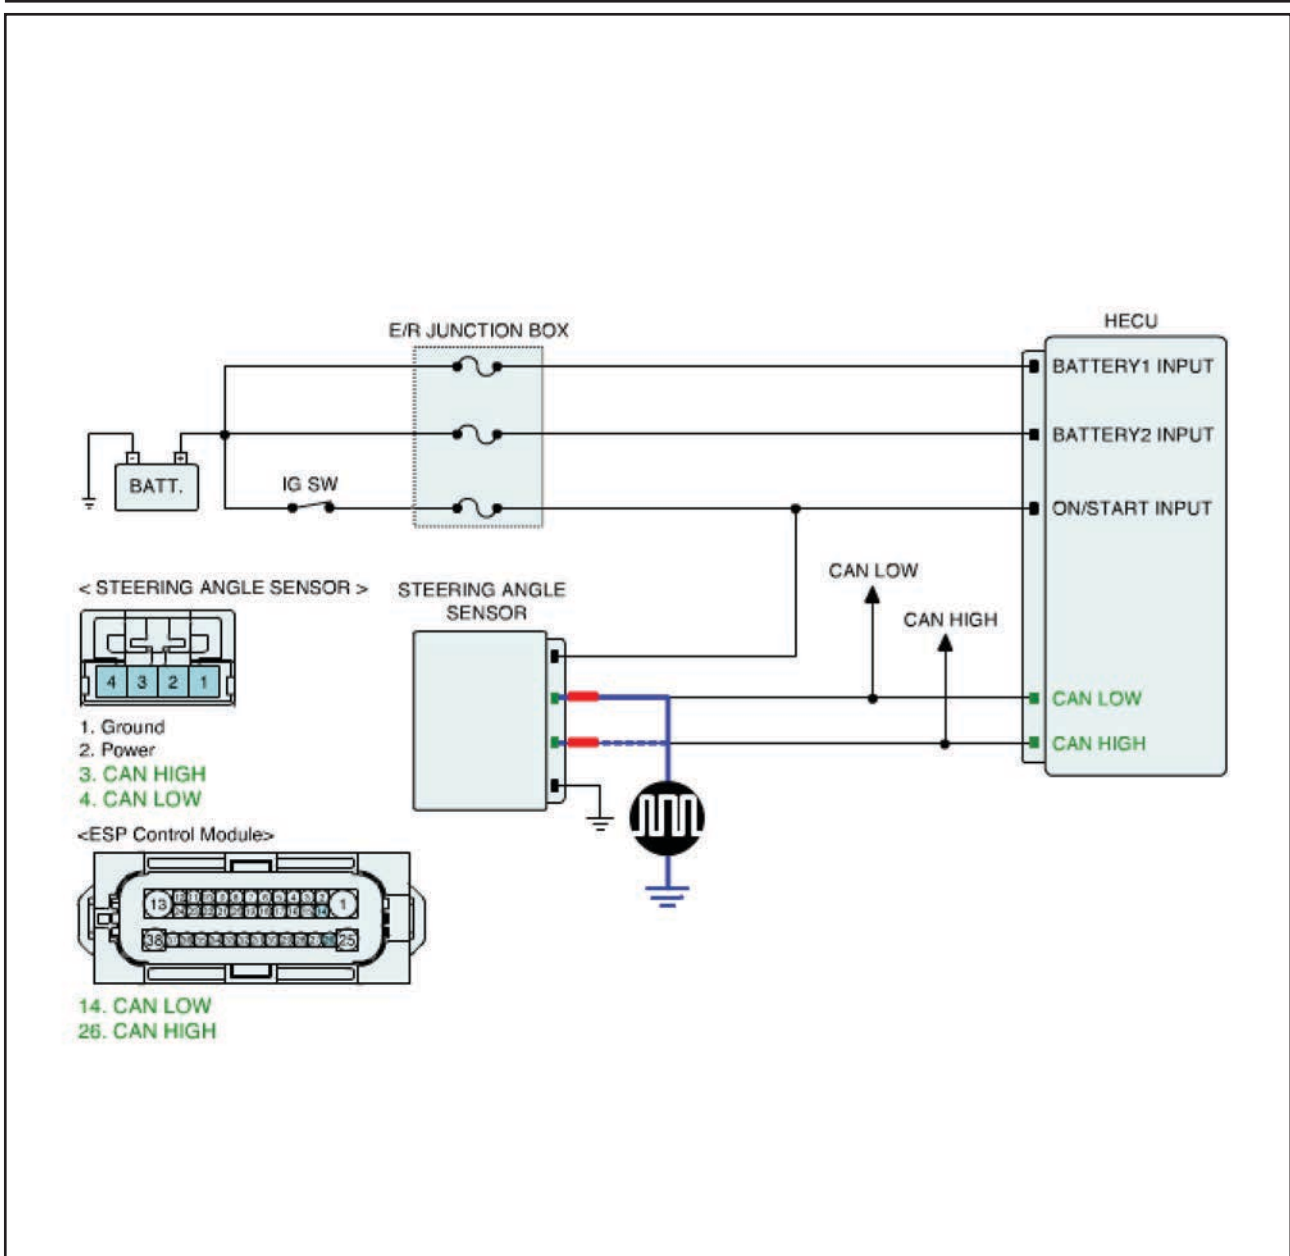 HECU
E/R JUNCTION BOX
BATTERY1 INPUT
BATTERY2 INPUT
- +
BATT.
IG SW
ON/START INPUT
CAN LOW
CAN HIGH
< STEERING ANGLE SENSOR >
STEERING ANGLE
SENSOR
4 3 2 1
CAN LOW
CAN HIGH
1. Ground
2. Power
3. CAN HIGH
4. CAN LOW
<ESP Control Module>
13 1
38 25
14. CAN LOW
26. CAN HIGH